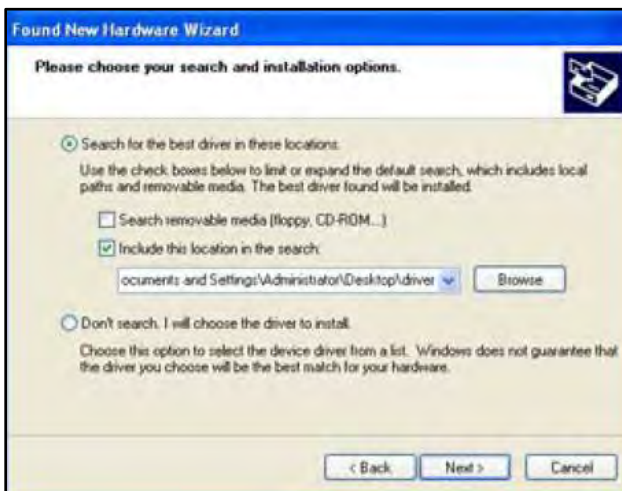 Found New Hardware Wizard
Please choose your search and installation options.
Search for the best driver in these locations.
Use the check boxes below to limit or expand the default search, which includes local
paths and removable media. The best driver found will be installed.
Search removable media (floppy, CD-ROM...)
Include this location in the search:
ocuments and Settings\Administrator\Desktop\driver
Browse
Don't search. I will choose the driver to install.
Choose this option to select the device driver from a list. Windows does not guarantee that
the driver you choose will be the best match for your hardware.
< Back
Next >
Cancel